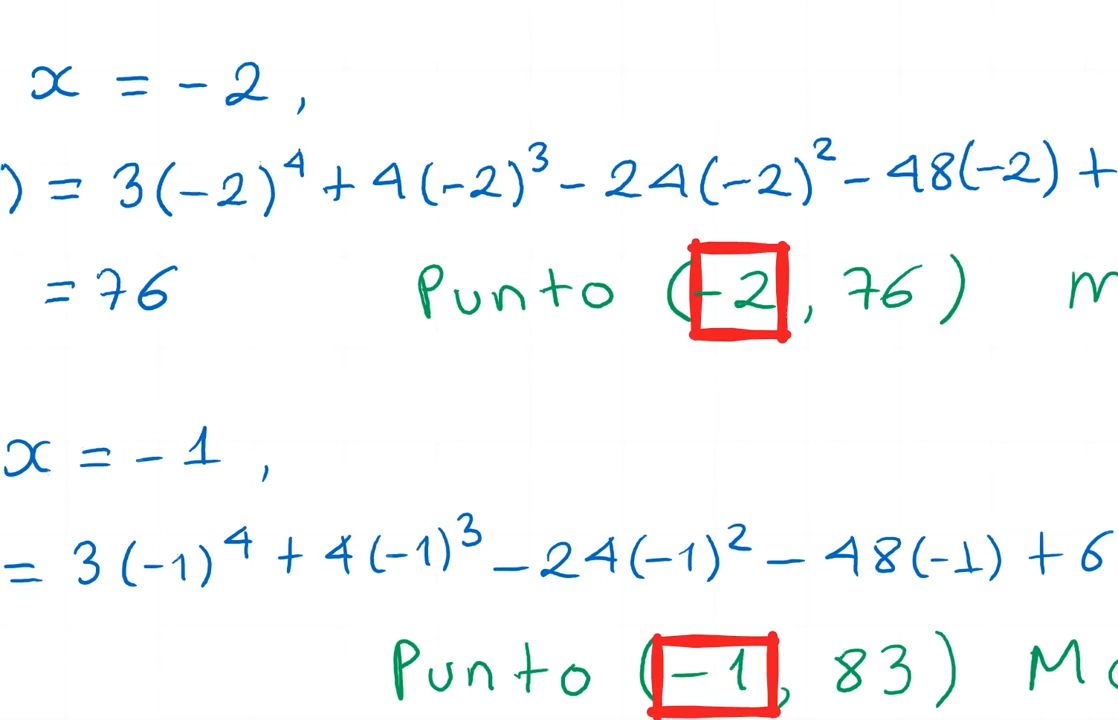 x = -2,
) = 3(-2)⁴ + 4(-2)³ - 24(-2)² - 48(-2) +
= 76 Punto (-2, 76)
x = -1,
= 3(-1)⁴ + 4(-1)³ - 24(-1)² - 48(-1) + 6
Punto (-1, 83)